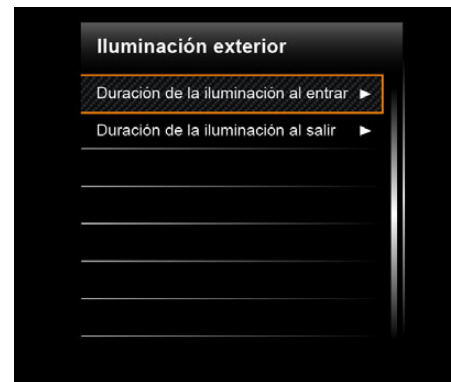 Iluminación exterior
Duración de la iluminación al entrar ►
Duración de la iluminación al salir ►